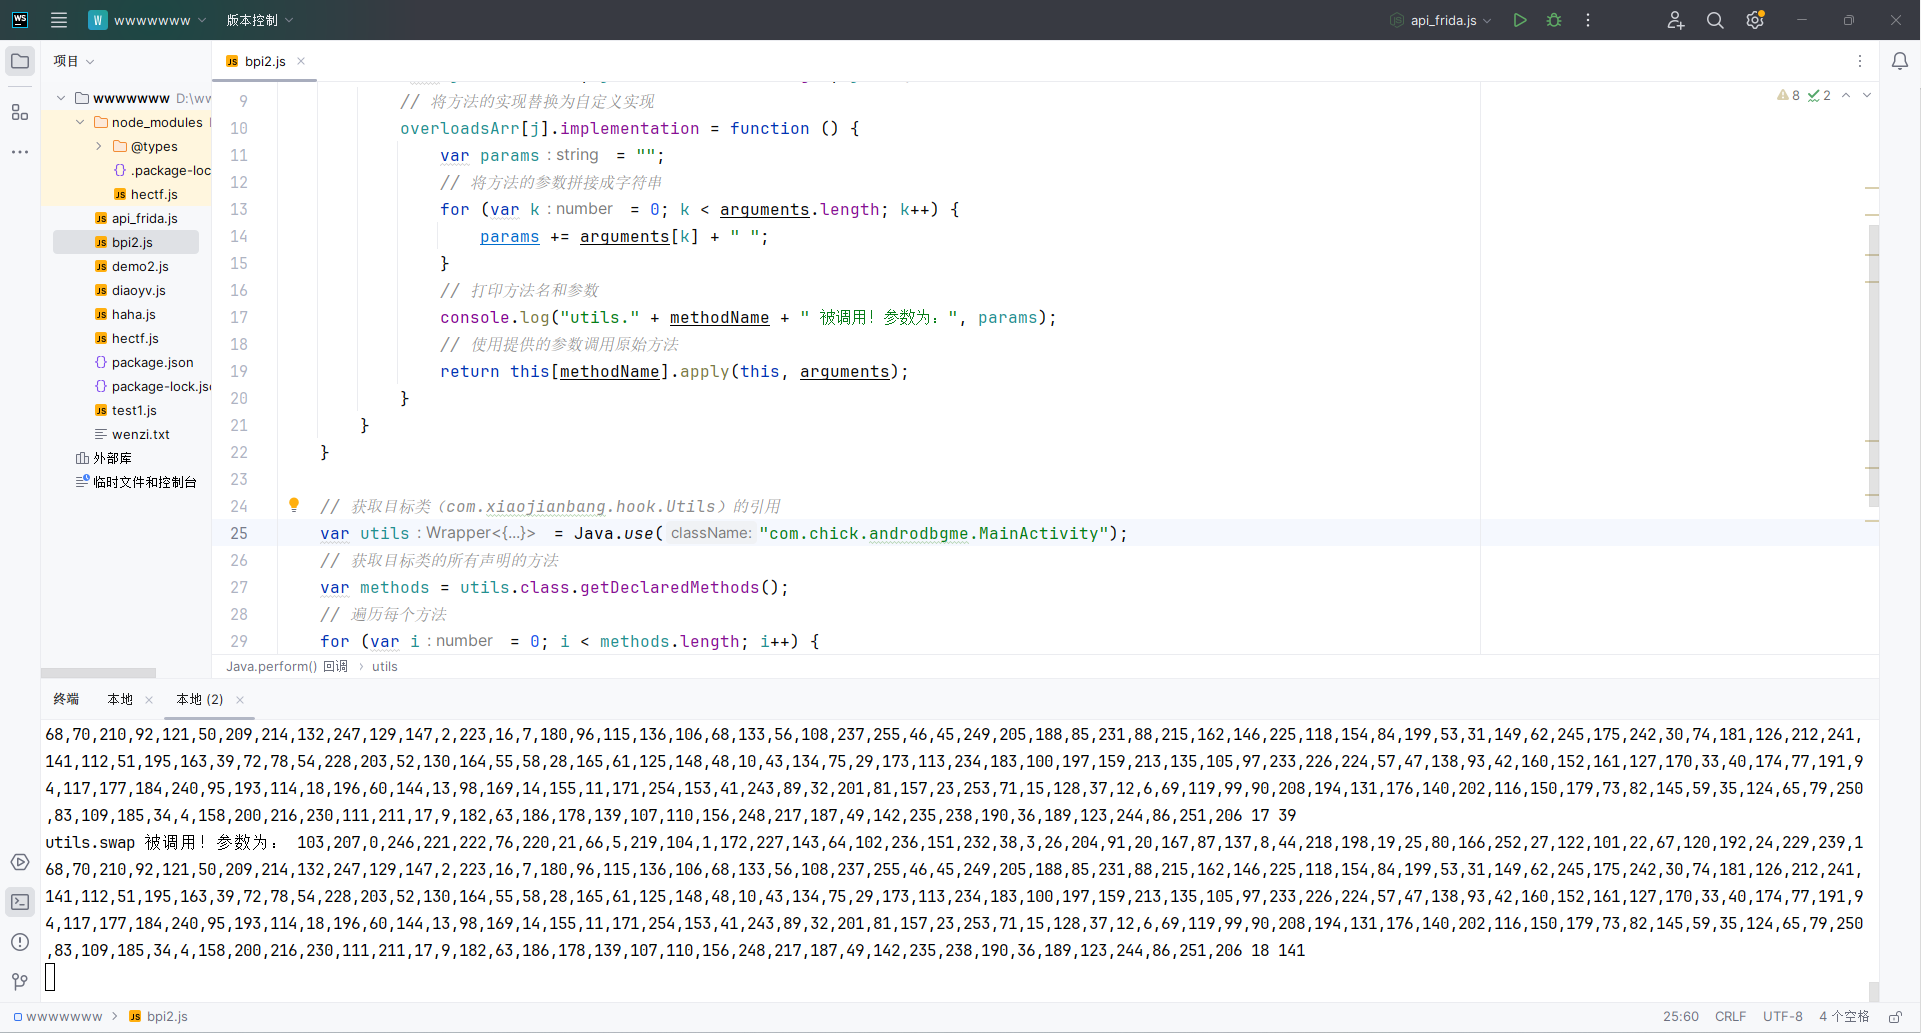 WS
W
wwwwwww
版本控制
api_frida.js
项目
JS bpi2.js
wwwwwww D:\wv
node_modules
@types
.package-loc
JS hectf.js
JS api_frida.js
JS bpi2.js
JS demo2.js
JS diaoyv.js
JS haha.js
JS hectf.js
package.json
package-lock.jso
JS test1.js
wenzi.txt
外部库
临时文件和控制台
8 2
9 // 将方法的实现替换为自定义实现
10 overloadsArr[j].implementation = function () {
11 var params : string = "";
12 // 将方法的参数拼接成字符串
13 for (var k : number = 0; k < arguments.length; k++) {
14 params += arguments[k] + " ";
15 }
16 // 打印方法名和参数
17 console.log("utils." + methodName + " 被调用！参数为：", params);
18 // 使用提供的参数调用原始方法
19 return this[methodName].apply(this, arguments);
20 }
21 }
22 }
23
24 // 获取目标类（com.xiaojianbang.hook.Utils）的引用
25 var utils : Wrapper<{...}> = Java.use( className: "com.chick.androdbgme.MainActivity");
26 // 获取目标类的所有声明的方法
27 var methods = utils.class.getDeclaredMethods();
28 // 遍历每个方法
29 for (var i : number = 0; i < methods.length; i++) {
Java.perform() 回调 › utils
终端 本地 本地 (2)
68,70,210,92,121,50,209,214,132,247,129,147,2,223,16,7,180,96,115,136,106,68,133,56,108,237,255,46,45,249,205,188,85,231,88,215,162,146,225,118,154,84,199,53,31,149,62,245,175,242,30,74,181,126,212,241,
141,112,51,195,163,39,72,78,54,228,203,52,130,164,55,58,28,165,61,125,148,48,10,43,134,75,29,173,113,234,183,100,197,159,213,135,105,97,233,226,224,57,47,138,93,42,160,152,161,127,170,33,40,174,77,191,9
4,117,177,184,240,95,193,114,18,196,60,144,13,98,169,14,155,11,171,254,153,41,243,89,32,201,81,157,23,253,71,15,128,37,12,6,69,119,99,90,208,194,131,176,140,202,116,150,179,73,82,145,59,35,124,65,79,250
,83,109,185,34,4,158,200,216,230,111,211,17,9,182,63,186,178,139,107,110,156,248,217,187,49,142,235,238,190,36,189,123,244,86,251,206 17 39
utils.swap 被调用！参数为： 103,207,0,246,221,222,76,220,21,66,5,219,104,1,172,227,143,64,102,236,151,232,38,3,26,204,91,20,167,87,137,8,44,218,198,19,25,80,166,252,27,122,101,22,67,120,192,24,229,239,1
68,70,210,92,121,50,209,214,132,247,129,147,2,223,16,7,180,96,115,136,106,68,133,56,108,237,255,46,45,249,205,188,85,231,88,215,162,146,225,118,154,84,199,53,31,149,62,245,175,242,30,74,181,126,212,241,
141,112,51,195,163,39,72,78,54,228,203,52,130,164,55,58,28,165,61,125,148,48,10,43,134,75,29,173,113,234,183,100,197,159,213,135,105,97,233,226,224,57,47,138,93,42,160,152,161,127,170,33,40,174,77,191,9
4,117,177,184,240,95,193,114,18,196,60,144,13,98,169,14,155,11,171,254,153,41,243,89,32,201,81,157,23,253,71,15,128,37,12,6,69,119,99,90,208,194,131,176,140,202,116,150,179,73,82,145,59,35,124,65,79,250
,83,109,185,34,4,158,200,216,230,111,211,17,9,182,63,186,178,139,107,110,156,248,217,187,49,142,235,238,190,36,189,123,244,86,251,206 18 141
wwwwwww › JS bpi2.js
25:60 CRLF UTF-8 4 个空格